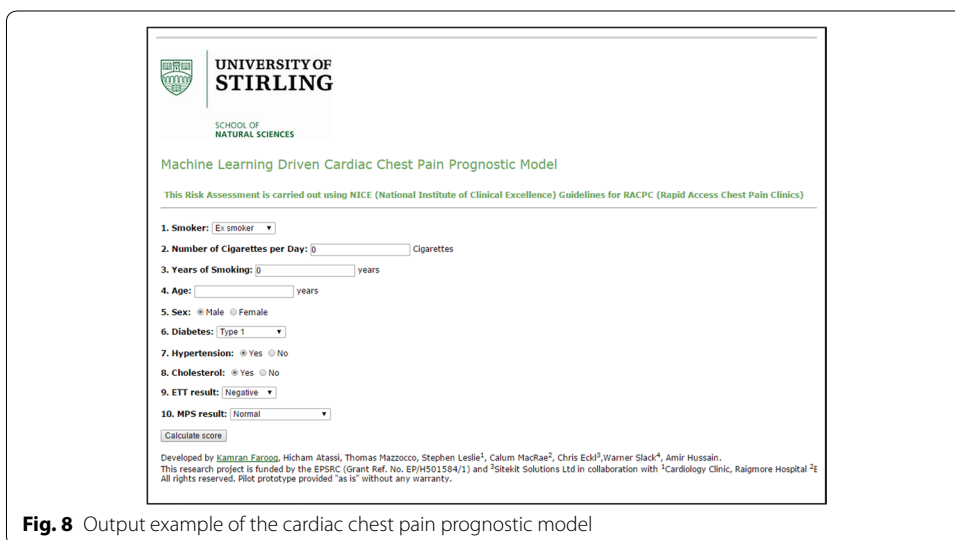 UNIVERSITY OF
STIRLING
SCHOOL OF
NATURAL SCIENCES
Machine Learning Driven Cardiac Chest Pain Prognostic Model
This Risk Assessment is carried out using NICE (National Institute of Clinical Excellence) Guidelines for RACPC (Rapid Access Chest Pain Clinics)
1. Smoker: Ex smoker
2. Number of Cigarettes per Day: 0 Cigarettes
3. Years of Smoking: 0 years
4. Age: years
5. Sex: Male Female
6. Diabetes: Type 1
7. Hypertension: Yes No
8. Cholesterol: Yes No
9. ETT result: Negative
10. MPS result: Normal
Calculate score
Developed by Kamran Farooq, Hicham Atassi, Thomas Mazzocco, Stephen Leslie¹, Calum MacRae², Chris Eckl³,Warner Slack⁴, Amir Hussain.
This research project is funded by the EPSRC (Grant Ref. No. EP/H501584/1) and ³Sitekit Solutions Ltd in collaboration with ¹Cardiology Clinic, Raigmore Hospital ²
All rights reserved. Pilot prototype provided "as is" without any warranty.
Fig. 8 Output example of the cardiac chest pain prognostic model